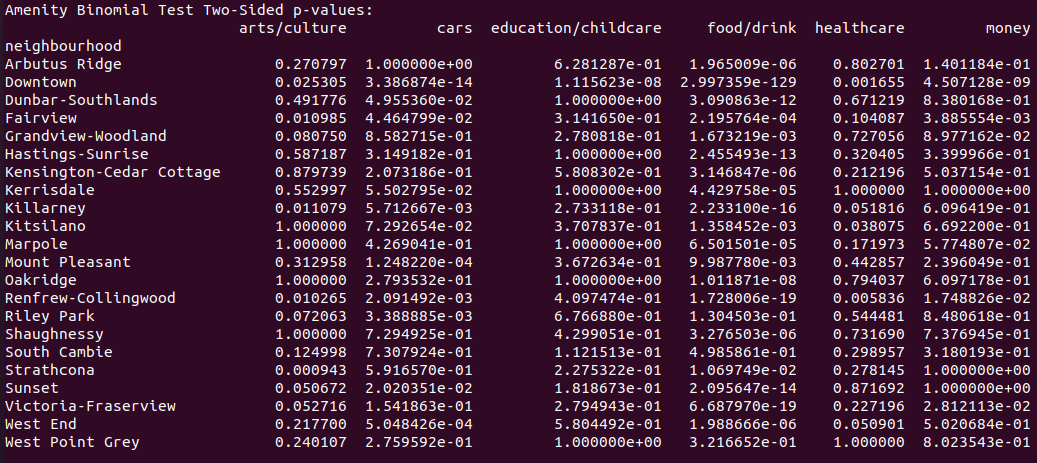 Amenity Binomial Test Two-Sided p-values:
arts/culture cars education/childcare food/drink healthcare money
neighbourhood
Arbutus Ridge 0.270797 1.000000e+00 6.281287e-01 1.965009e-06 0.802701 1.401184e-01
Downtown 0.025305 3.386874e-14 1.115623e-08 2.997359e-129 0.001655 4.507128e-09
Dunbar-Southlands 0.491776 4.955360e-02 1.000000e+00 3.090863e-12 0.671219 8.380168e-01
Fairview 0.010985 4.464799e-02 3.141650e-01 2.195764e-04 0.104087 3.885554e-03
Grandview-Woodland 0.080750 8.582715e-01 2.780818e-01 1.673219e-03 0.727056 8.977162e-02
Hastings-Sunrise 0.587187 3.149182e-01 1.000000e+00 2.455493e-13 0.320405 3.399966e-01
Kensington-Cedar Cottage 0.879739 2.073186e-01 5.808302e-01 3.146847e-06 0.212196 5.037154e-01
Kerrisdale 0.552997 5.502795e-02 1.000000e+00 4.429758e-05 1.000000 1.000000e+00
Killarney 0.011079 5.712667e-03 2.733118e-01 2.233100e-16 0.051816 6.096419e-01
Kitsilano 1.000000 7.292654e-02 3.707837e-01 1.358452e-03 0.038075 6.692200e-01
Marpole 1.000000 4.269041e-01 1.000000e+00 6.501501e-05 0.171973 5.774807e-02
Mount Pleasant 0.312958 1.248220e-04 3.672634e-01 9.987780e-03 0.442857 2.396049e-01
Oakridge 1.000000 2.793532e-01 1.000000e+00 1.011871e-08 0.794037 6.097178e-01
Renfrew-Collingwood 0.010265 2.091492e-03 4.097474e-01 1.728006e-19 0.005836 1.748826e-02
Riley Park 0.072063 3.388885e-03 6.766880e-01 1.304503e-01 0.544481 8.480618e-01
Shaughnessy 1.000000 7.294925e-01 4.299051e-01 3.276503e-06 0.731690 7.376945e-01
South Cambie 0.124998 7.307924e-01 1.121513e-01 4.985861e-01 0.298957 3.180193e-01
Strathcona 0.000943 5.916570e-01 2.275322e-01 1.069749e-02 0.278145 1.000000e+00
Sunset 0.050672 2.020351e-02 1.818673e-01 2.095647e-14 0.871692 1.000000e+00
Victoria-Fraserview 0.052716 1.541863e-01 2.794943e-01 6.687970e-19 0.227196 2.812113e-02
West End 0.217700 5.048426e-04 5.804492e-01 1.988666e-06 0.050901 5.020684e-01
West Point Grey 0.240107 2.759592e-01 1.000000e+00 3.216652e-01 1.000000 8.023543e-01